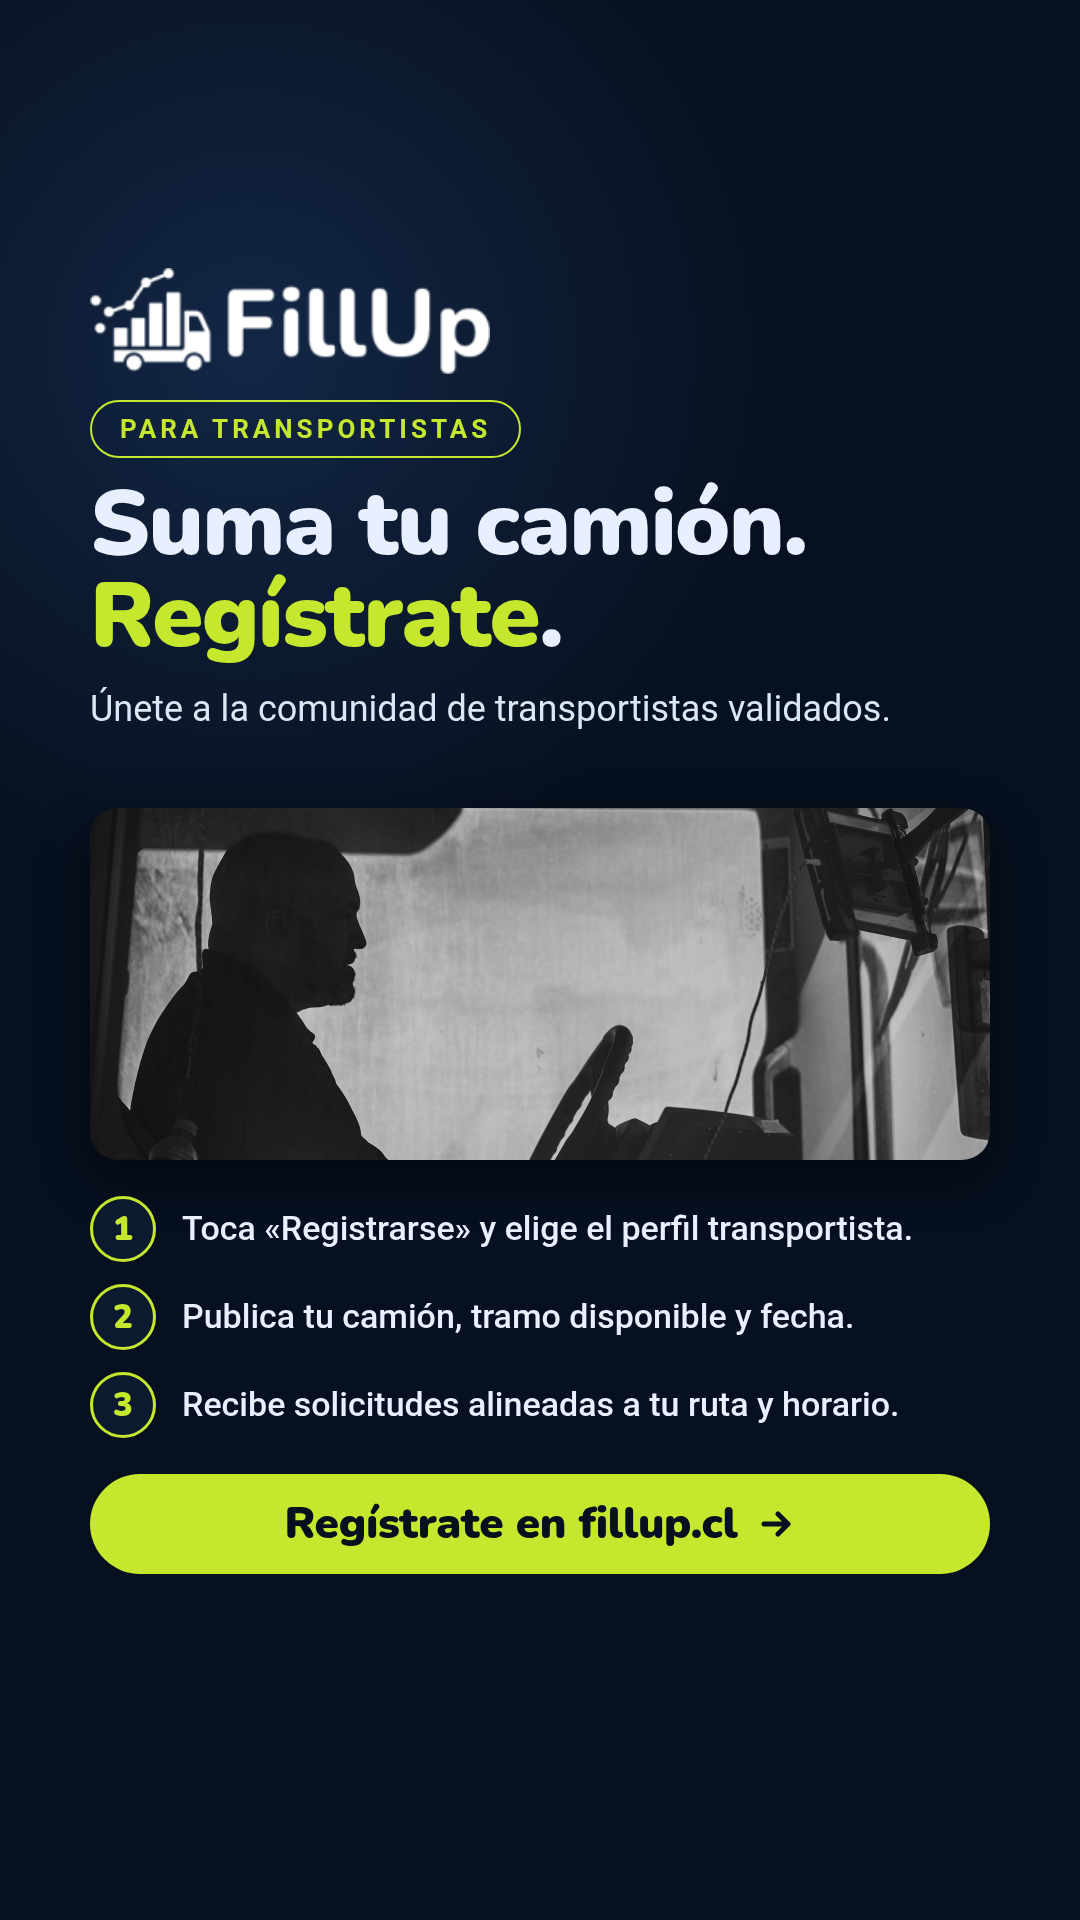 FillUp
PARA TRANSPORTISTAS
Suma tu camión.
Regístrate.
Únete a la comunidad de transportistas validados.
1 Toca «Registrarse» y elige el perfil transportista.
2 Publica tu camión, tramo disponible y fecha.
3 Recibe solicitudes alineadas a tu ruta y horario.
Regístrate en fillup.cl →